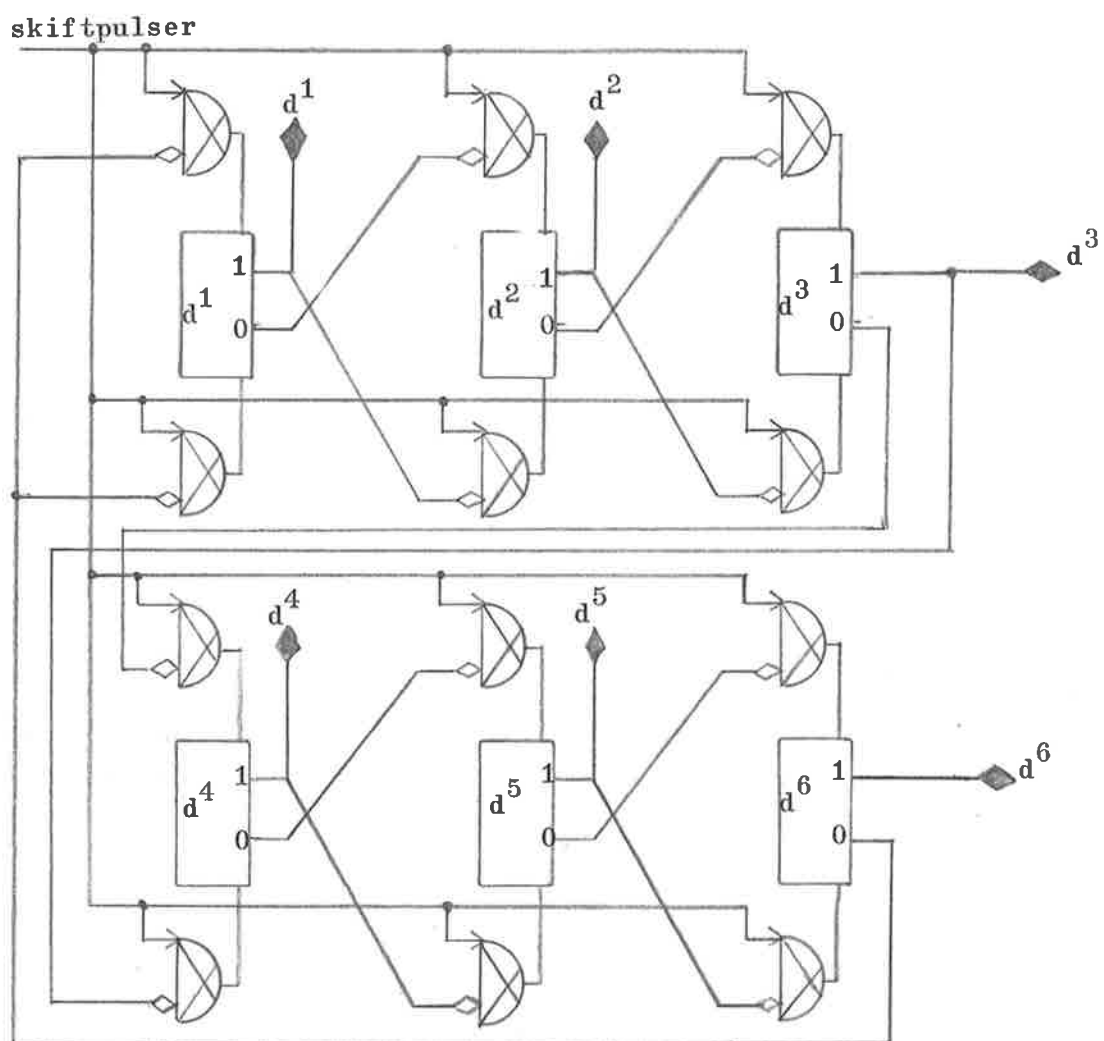 skiftpulser
d¹
d²
d³
1
d¹
0
1
d²
0
1
d³
0
d⁴
d⁵
d⁶
1
d⁴
0
1
d⁵
0
1
d⁶
0